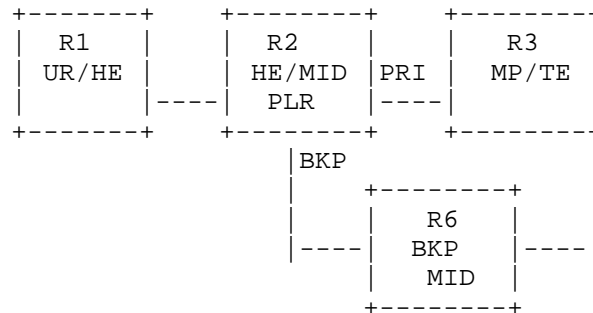 R1 R2 R3
UR/HE HE/MID PRI MP/TE
PLR
BKP
R6
BKP
MID